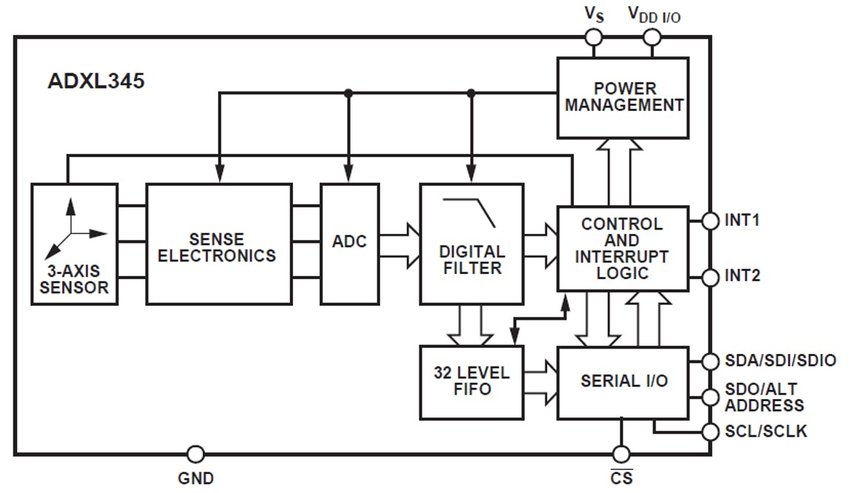 VS
VDD I/O
ADXL345
POWER
MANAGEMENT
3-AXIS
SENSOR
SENSE
ELECTRONICS
ADC
DIGITAL
FILTER
CONTROL
AND
INTERRUPT
LOGIC
INT1
INT2
32 LEVEL
FIFO
SERIAL I/O
SDA/SDI/SDIO
SDO/ALT
ADDRESS
SCL/SCLK
GND
CS